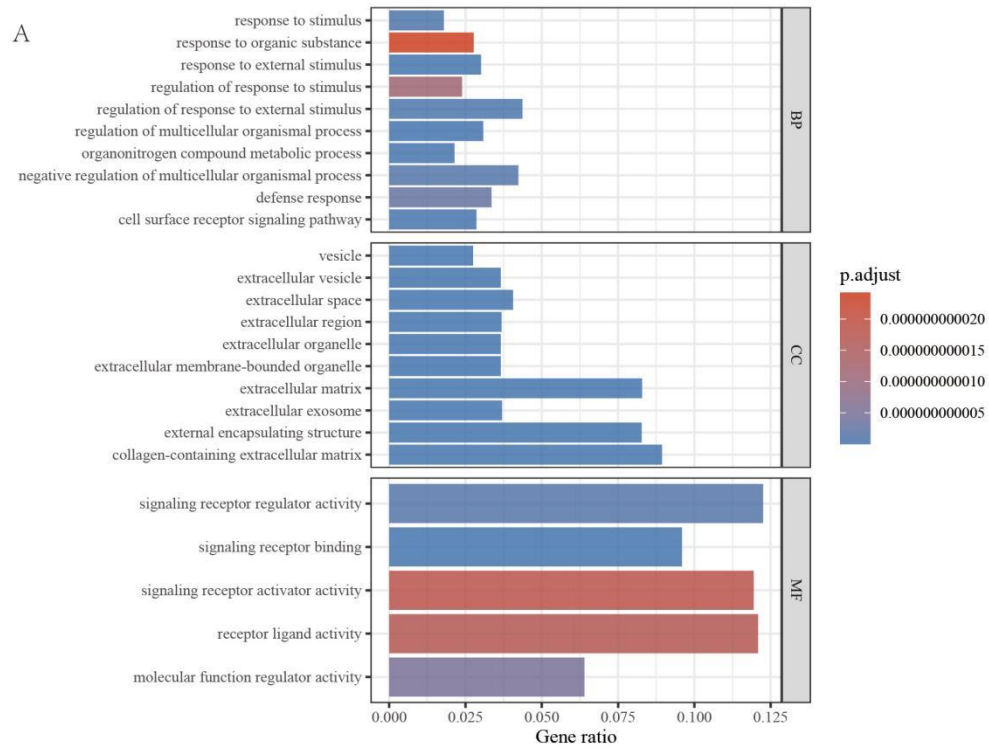 A
response to stimulus
response to organic substance
response to external stimulus
regulation of response to stimulus
regulation of response to external stimulus
regulation of multicellular organismal process
organonitrogen compound metabolic process
negative regulation of multicellular organismal process
defense response
cell surface receptor signaling pathway
BP
vesicle
extracellular vesicle
extracellular space
extracellular region
extracellular organelle
extracellular membrane-bounded organelle
extracellular matrix
extracellular exosome
external encapsulating structure
collagen-containing extracellular matrix
CC
signaling receptor regulator activity
signaling receptor binding
signaling receptor activator activity
receptor ligand activity
molecular function regulator activity
MF
0.000 0.025 0.050 0.075 0.100 0.125
Gene ratio
p.adjust
0.000000000020
0.000000000015
0.000000000010
0.000000000005